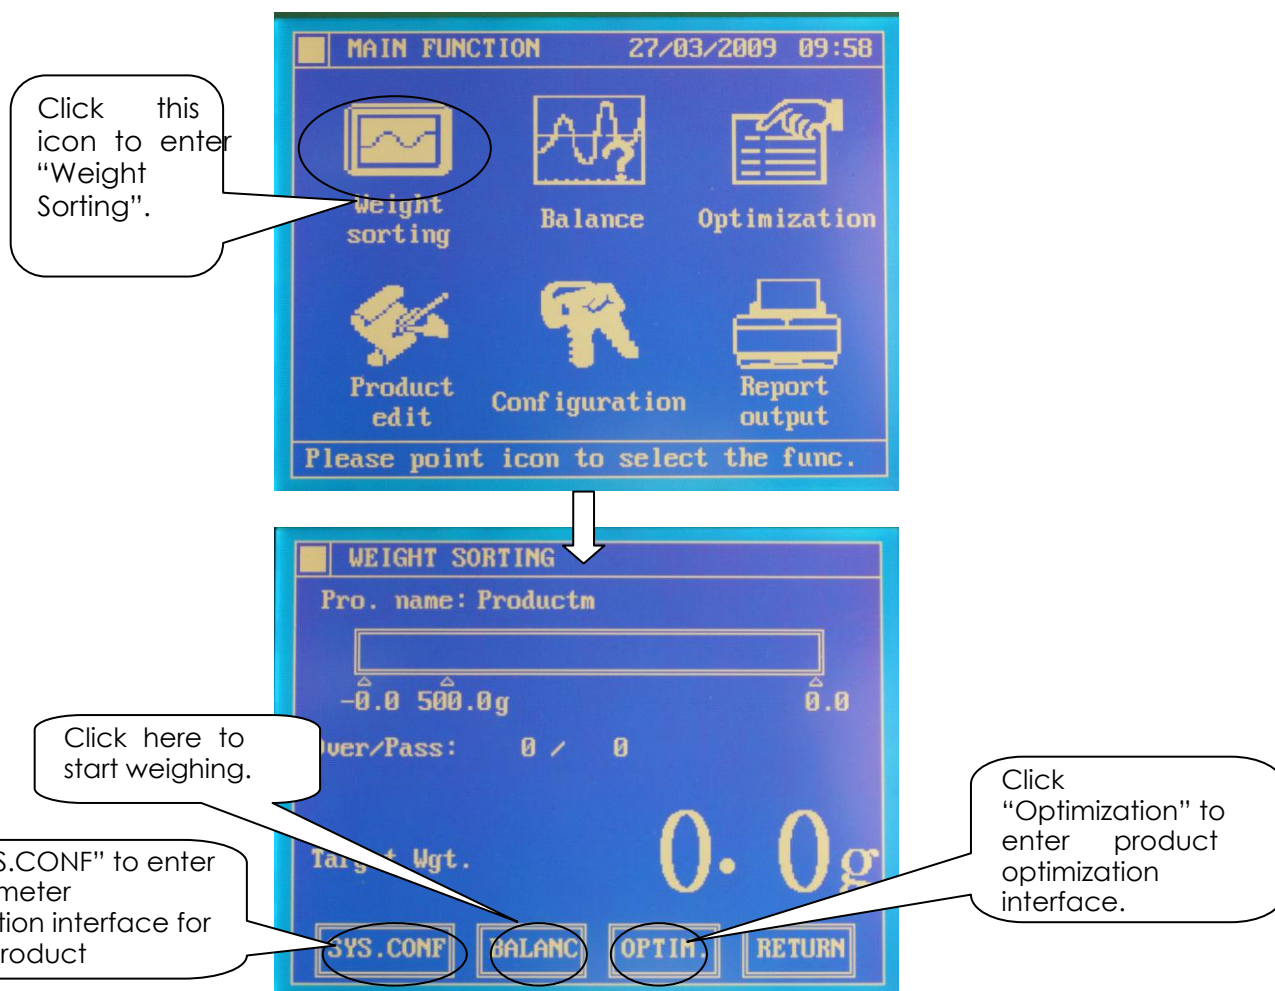 MAIN FUNCTION 27/03/2009 09:58
Click this
icon to enter
“Weight
Sorting”.
Weight
sorting
Balance
Optimization
Product
edit
Configuration
Report
output
Please point icon to select the func.
WEIGHT SORTING
Pro. name: Productm
-0.0 500.0g 0.0
Over/Pass: 0 / 0
Click here to
start weighing.
Click
“Optimization” to
enter product
optimization
interface.
0.0g
Target Wgt.
S.CONF” to enter
meter
tion interface for
roduct
SYS.CONF BALANC OPTIM. RETURN